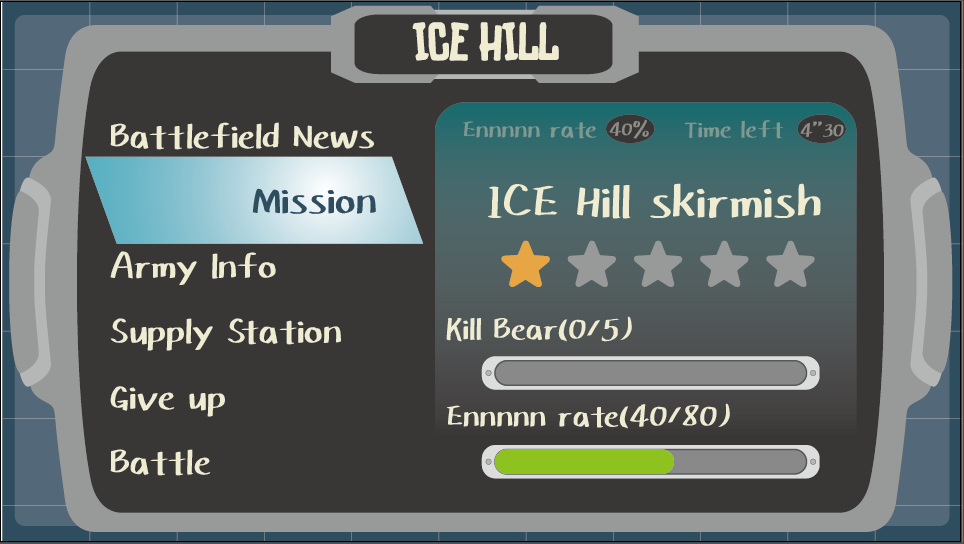 ICE HILL
Battlefield News
Mission
Army Info
Supply Station
Give up
Battle
Ennnnn rate 40% Time left 4"30
ICE Hill skirmish
Kill Bear(0/5)
Ennnnn rate(40/80)